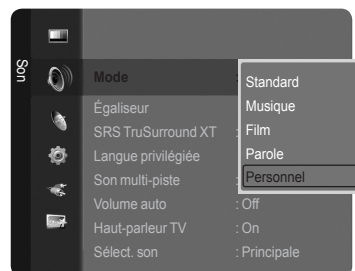 Son
Mode :
Standard
Musique
Film
Parole
Personnel
Égaliseur
SRS TruSurround XT :
Langue privilégiée
Son multi-piste :
Volume auto : Off
Haut-parleur TV : On
Sélect. son : Principale